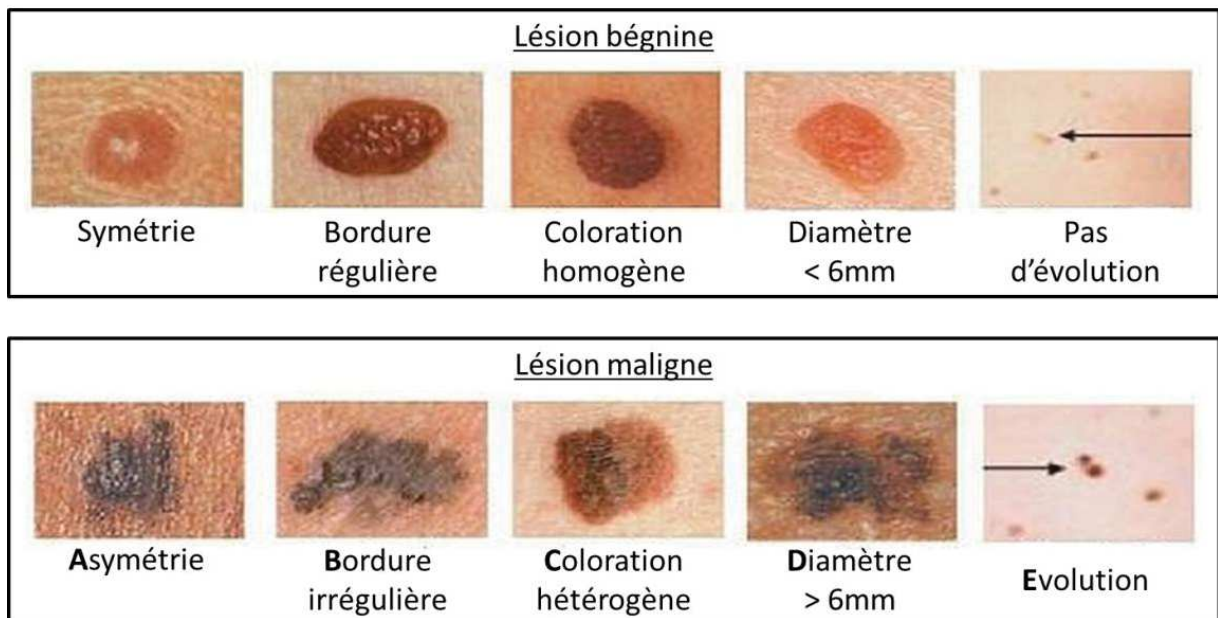 Lésion bégnine
Symétrie
Bordure
régulière
Coloration
homogène
Diamètre
< 6mm
Pas
d'évolution
Lésion maligne
Asymétrie
Bordure
irrégulière
Coloration
hétérogène
Diamètre
> 6mm
Evolution